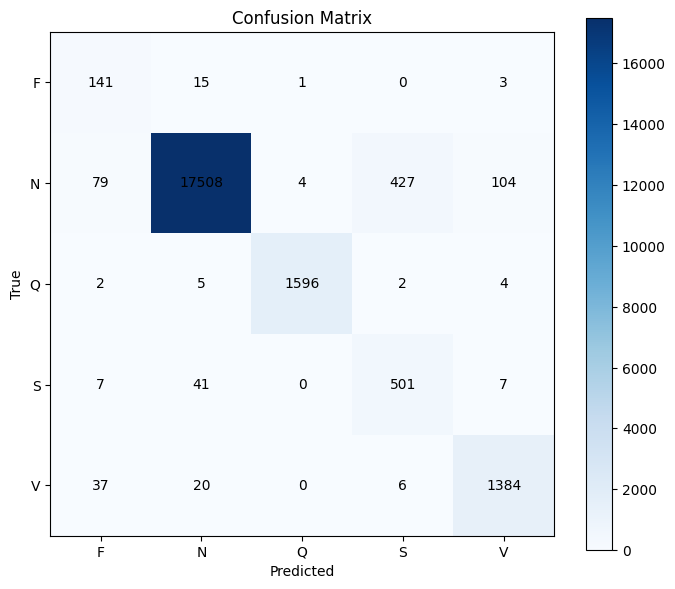 Confusion Matrix
F 141 15 1 0 3
N 79 17508 4 427 104
Q 2 5 1596 2 4
S 7 41 0 501 7
V 37 20 0 6 1384
F N Q S V
Predicted
True
16000
14000
12000
10000
8000
6000
4000
2000
0